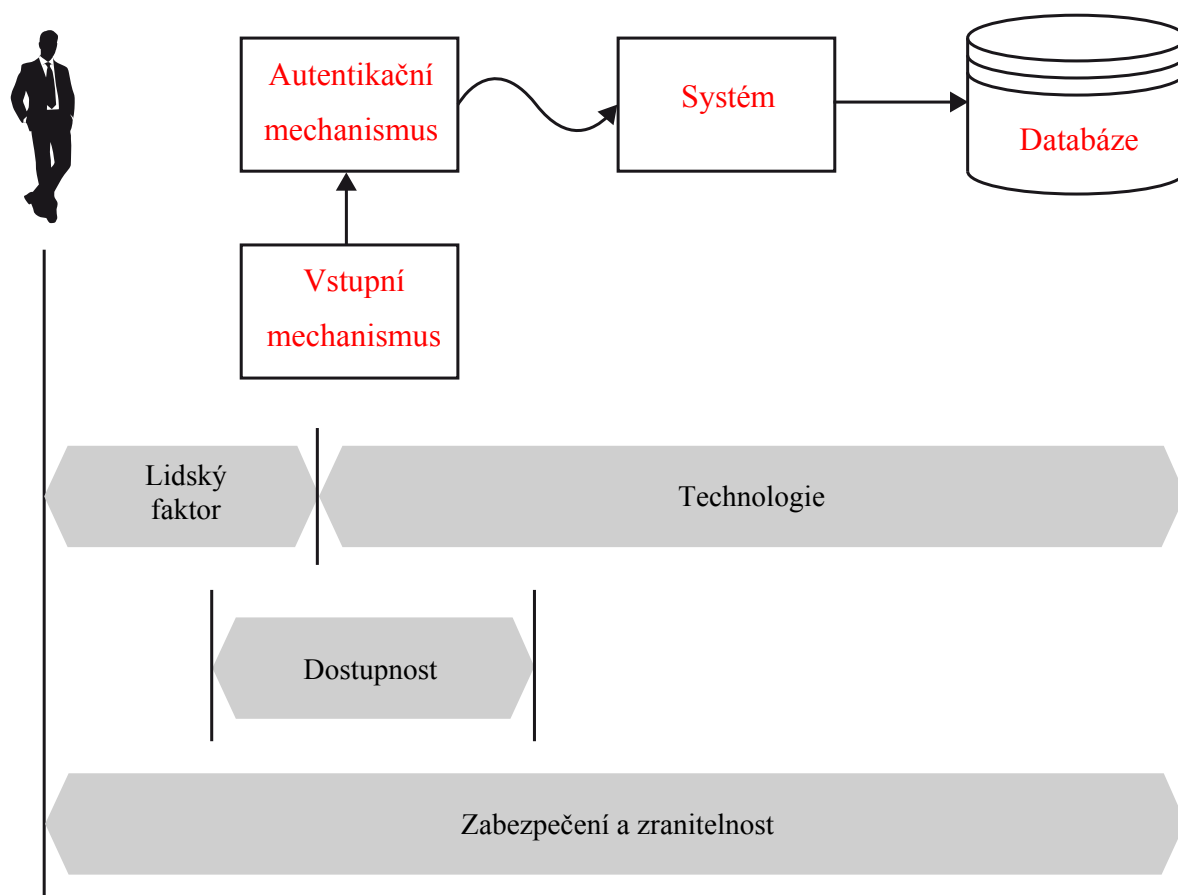 Autentikační
mechanismus
Systém
Databáze
Vstupní
mechanismus
Lidský
faktor
Technologie
Dostupnost
Zabezpečení a zranitelnost